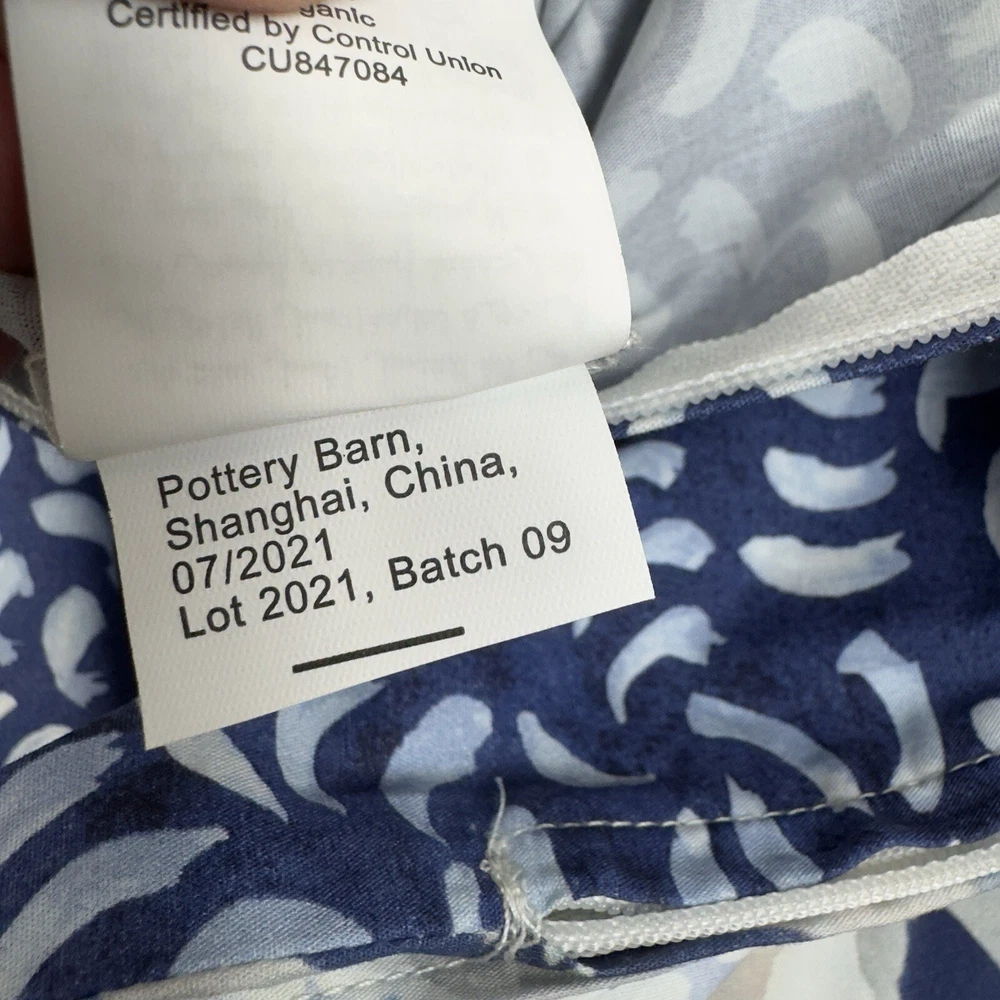 Certified by Control Union
CU847084
Pottery Barn,
Shanghai, China,
07/2021
Lot 2021, Batch 09